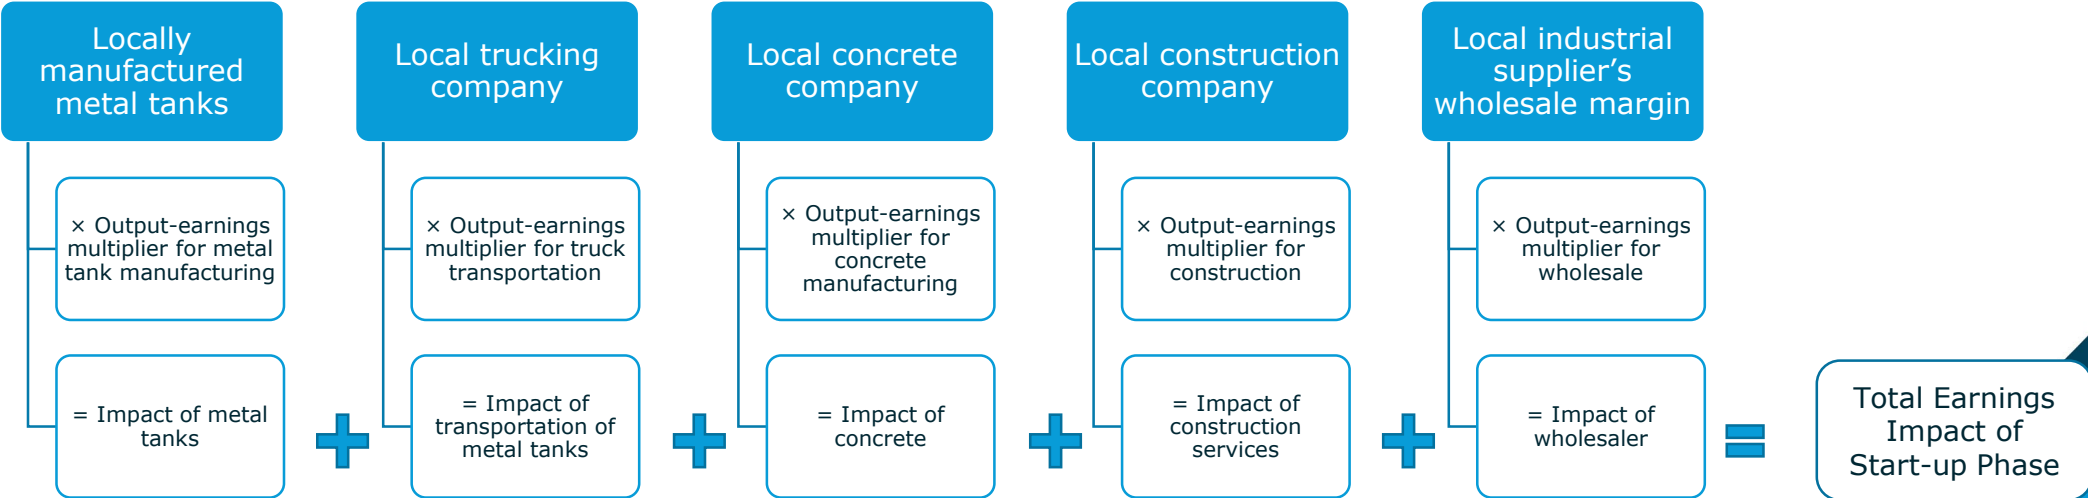 Locally
manufactured
metal tanks
× Output-earnings
multiplier for metal
tank manufacturing
= Impact of metal
tanks
Local trucking
company
× Output-earnings
multiplier for truck
transportation
= Impact of
transportation of
metal tanks
Local concrete
company
× Output-earnings
multiplier for
concrete
manufacturing
= Impact of
concrete
Local construction
company
× Output-earnings
multiplier for
construction
= Impact of
construction
services
Local industrial
supplier’s
wholesale margin
× Output-earnings
multiplier for
wholesale
= Impact of
wholesaler
Total Earnings
Impact of
Start-up Phase